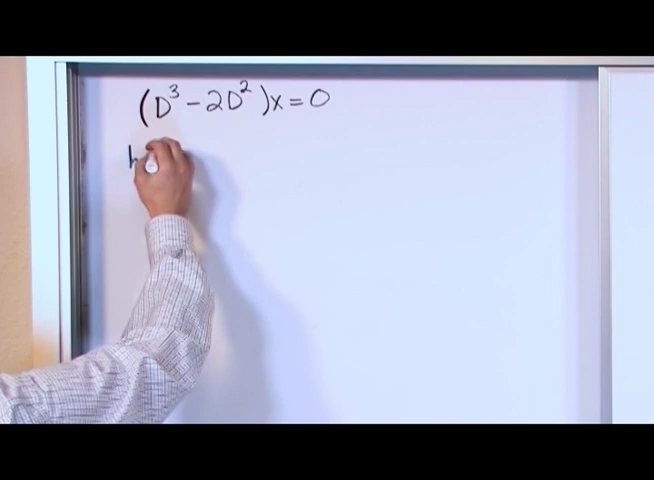 (D³ - 2D²)x = 0